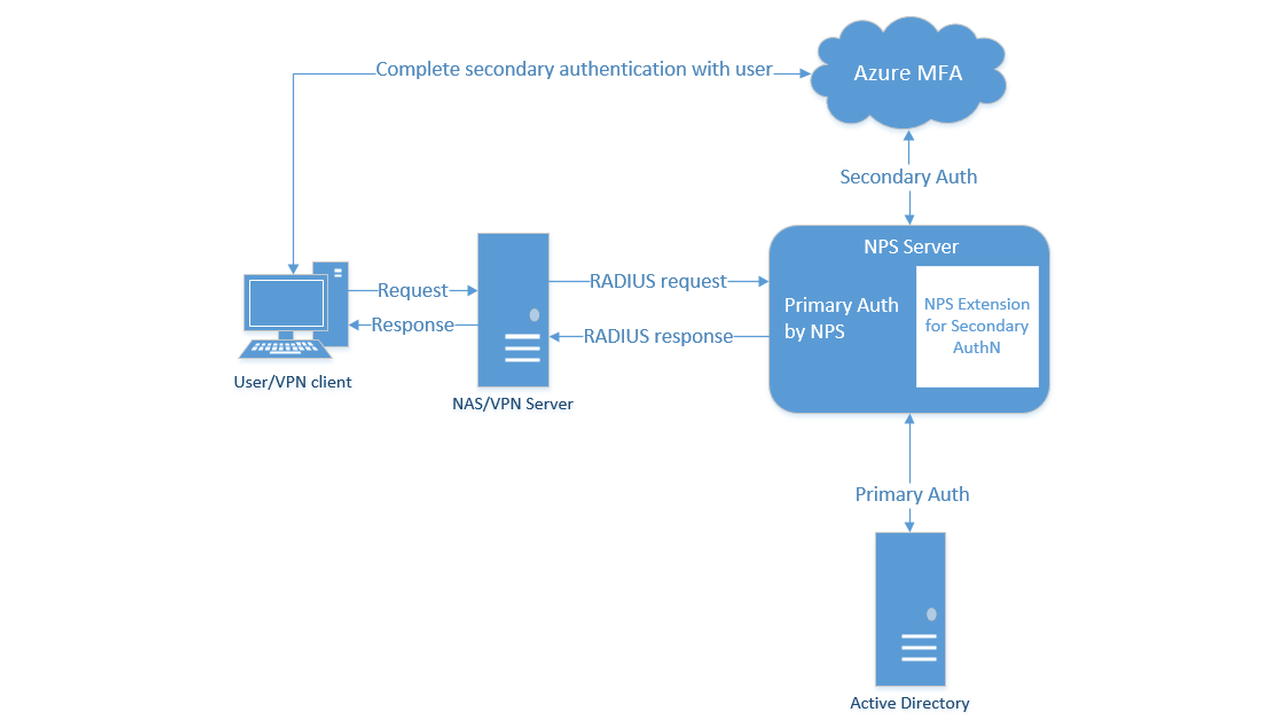 Complete secondary authentication with user
Azure MFA
Secondary Auth
NPS Server
Request
RADIUS request
Primary Auth
by NPS
NPS Extension
for Secondary
AuthN
Response
RADIUS response
User/VPN client
NAS/VPN Server
Primary Auth
Active Directory